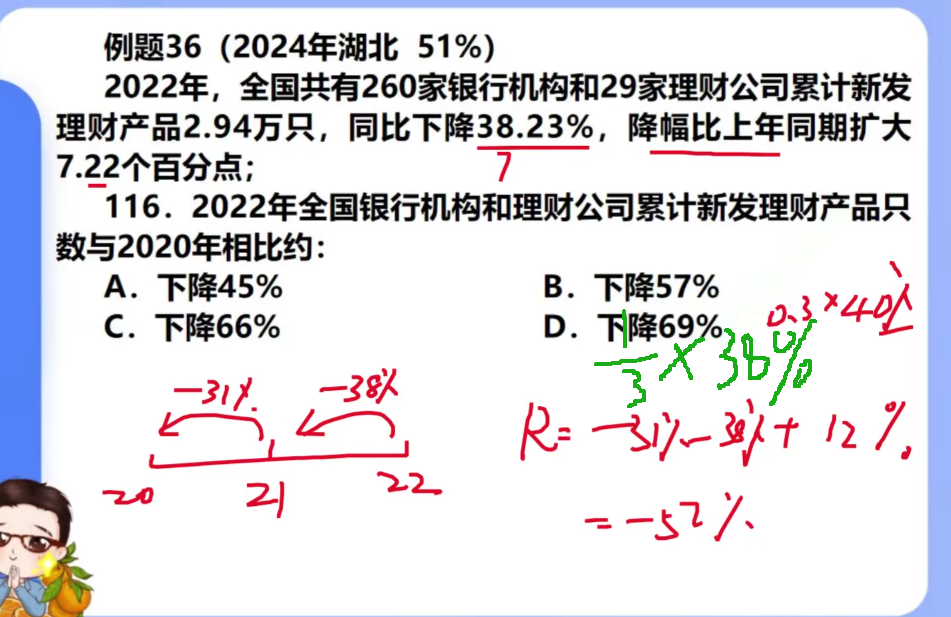 例题36（2024年湖北 51%）
2022年，全国共有260家银行机构和29家理财公司累计新发
理财产品2.94万只，同比下降38.23%，降幅比上年同期扩大
7.22个百分点；
7
116．2022年全国银行机构和理财公司累计新发理财产品只
数与2020年相比约：
A．下降45% B．下降57%
C．下降66% D．下降69%
0.3×40%
1/3×38%
-31% -38%
R=-31%-38%+12%
20 21 22
=-57%